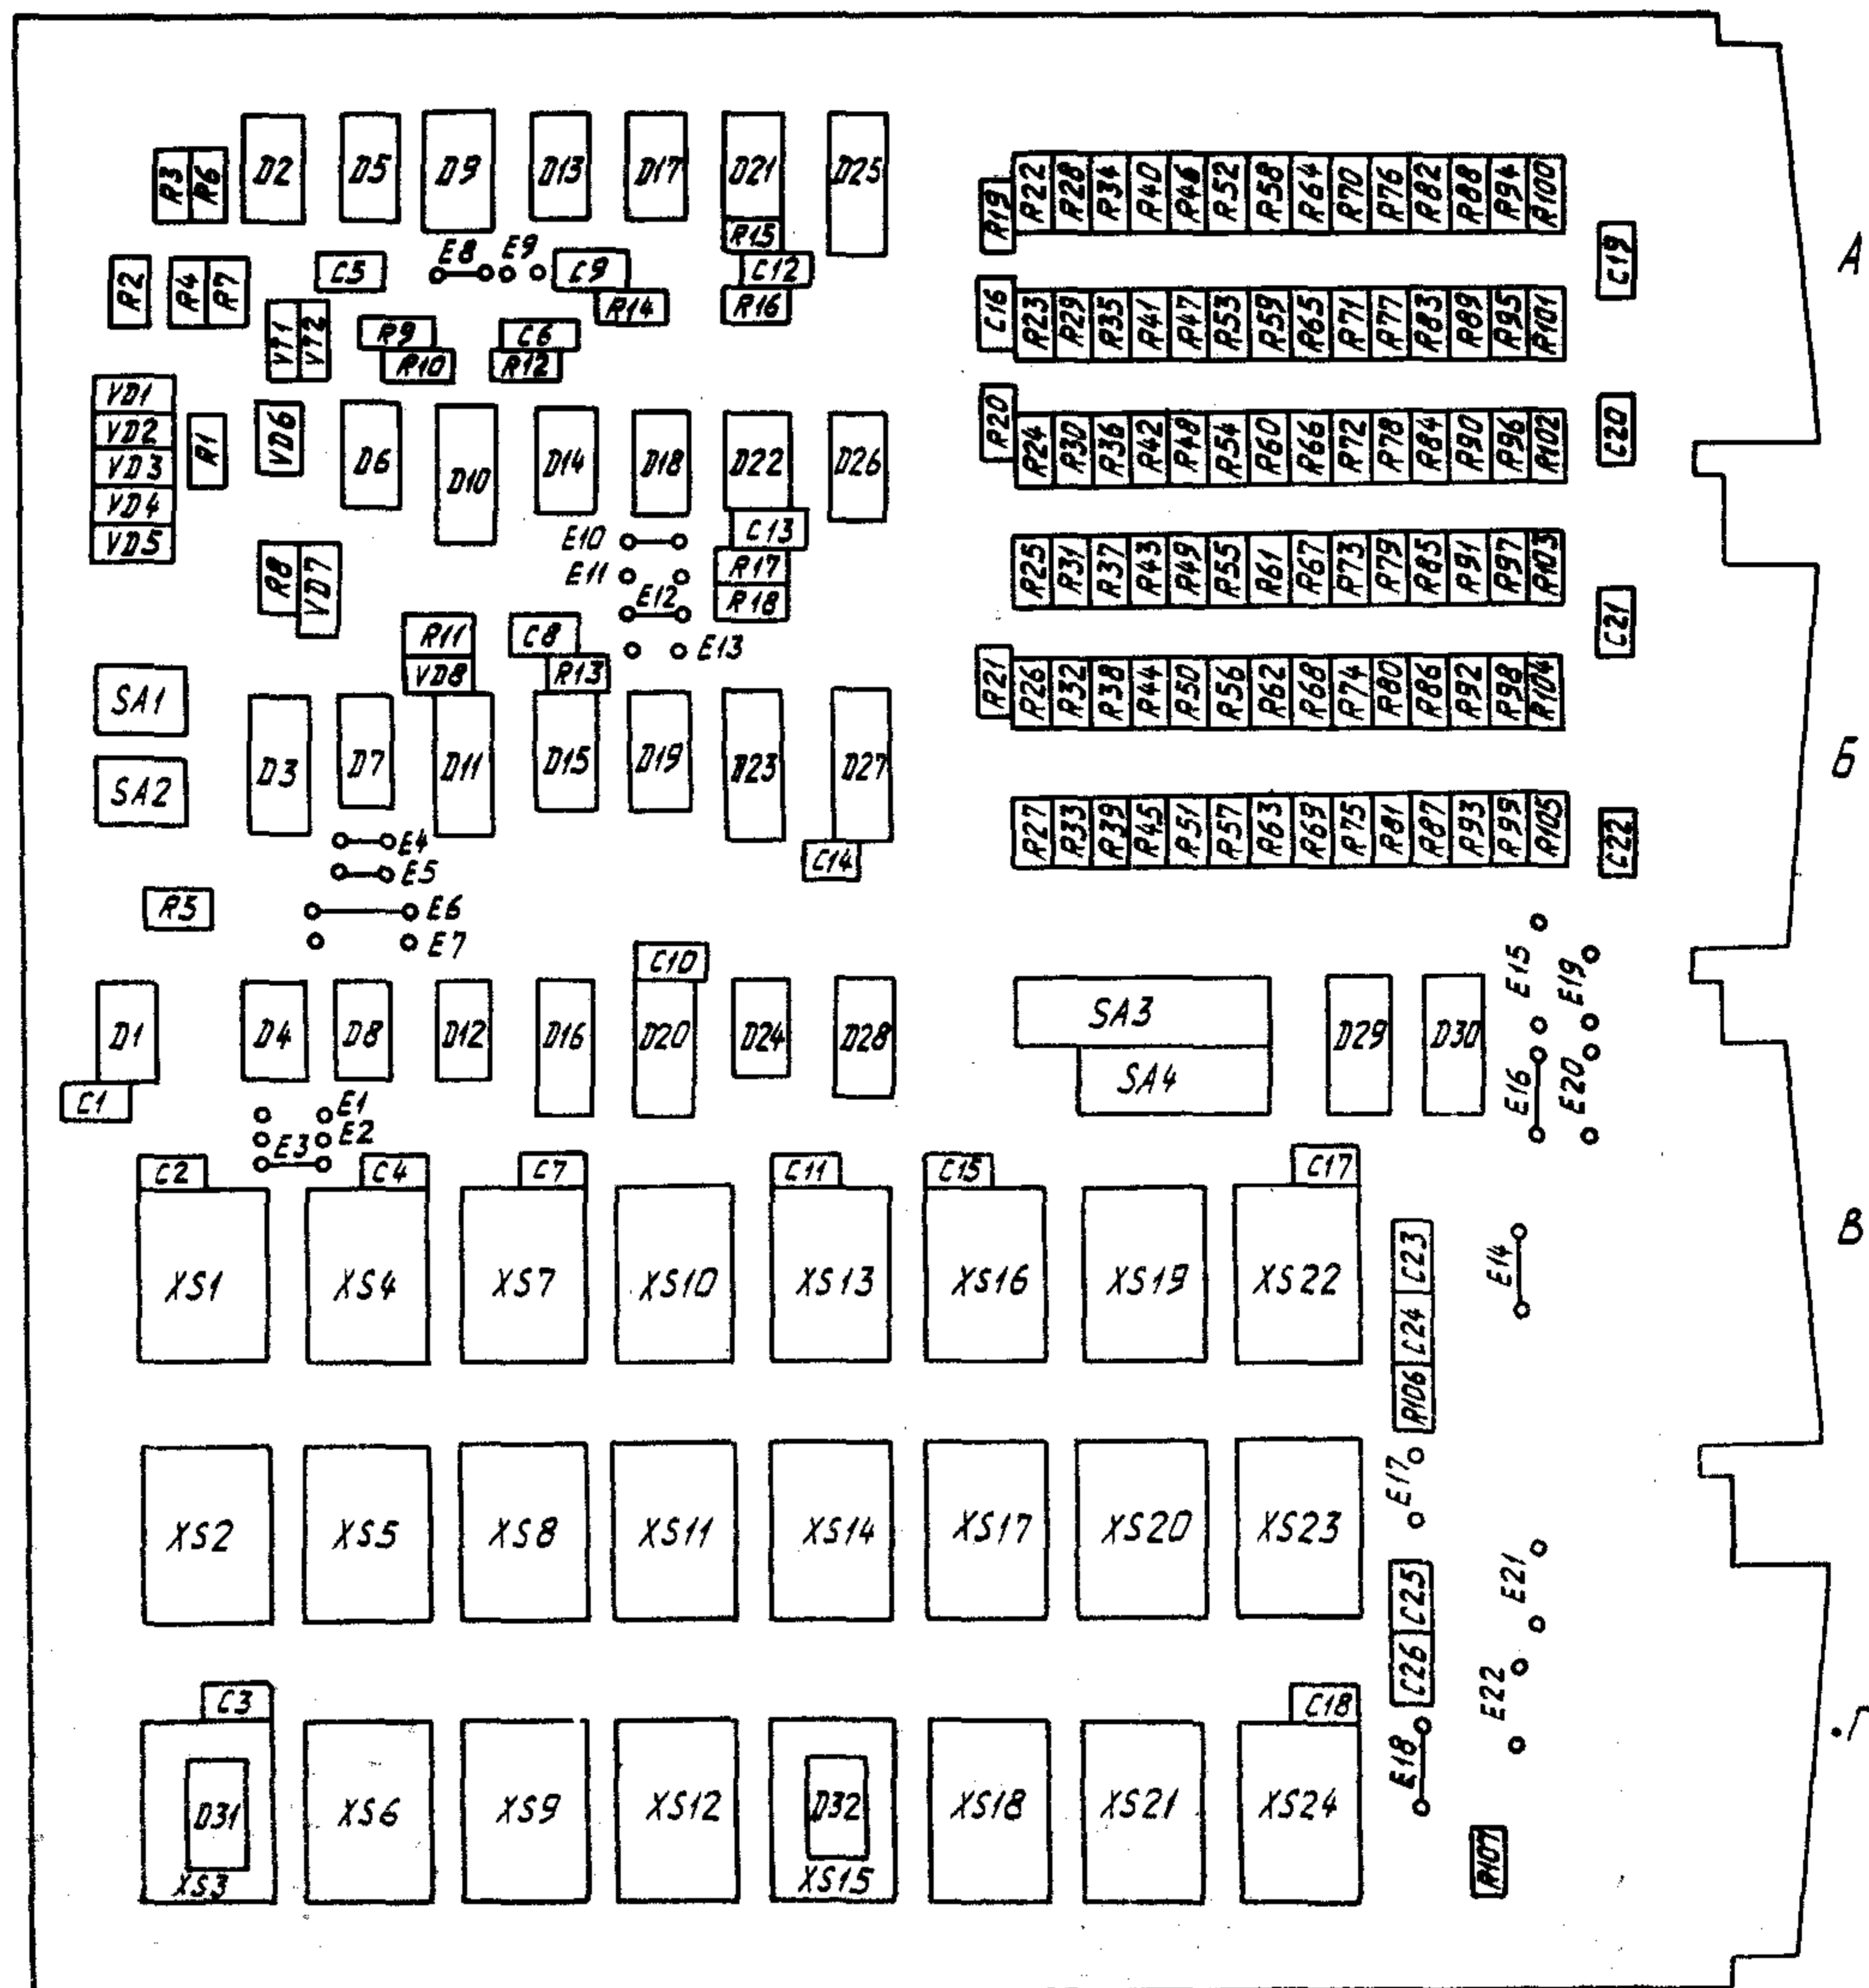 R3 R6 D2 D5 D9 D13 D17 D21 D25
R19 R22 R28 R34 R40 R46 R52 R58 R64 R70 R76 R82 R88 R94 R100
R15
E8 E9
C19 А
R2 R4 R7 C5 C9 C12
R14 R16
C16 R23 R29 R35 R41 R47 R53 R59 R65 R71 R77 R83 R89 R95 R101
VT1 VT2 R9 C6
R10 R12
VD1
VD2
VD3
VD4
VD5
R1 VD6 D6 D10 D14 D18 D22 D26
R20 R24 R30 R36 R42 R48 R54 R60 R66 R72 R78 R84 R90 R96 R102 C20
C13
E10
E11 R17
E12 R18
E13
R8 VD7
R25 R31 R37 R43 R49 R55 R61 R67 R73 R79 R85 R91 R97 R103
C21
R11 C8
VD8 R13
R21 R26 R32 R38 R44 R50 R56 R62 R68 R74 R80 R86 R92 R98 R104
SA1
SA2
D3 D7 D11 D15 D19 D23 D27 Б
R27 R33 R39 R45 R51 R57 R63 R69 R75 R81 R87 R93 R99 R105 C22
E4
E5
C14
R5
E6
E7
C10
E15 E19
D1 D4 D8 D12 D16 D20 D24 D28
SA3
SA4
D29 D30
E16 E20
C1
E1
E2
E3
C2 C4 C7 C11 C15 C17
XS1 XS4 XS7 XS10 XS13 XS16 XS19 XS22
C23
C24
R106
E14 В
E17
XS2 XS5 XS8 XS11 XS14 XS17 XS20 XS23
C25
C26
E21
E22
C3 C18
E18
Г
D31 XS6 XS9 XS12 D32 XS18 XS21 XS24
XS3 XS15
R107